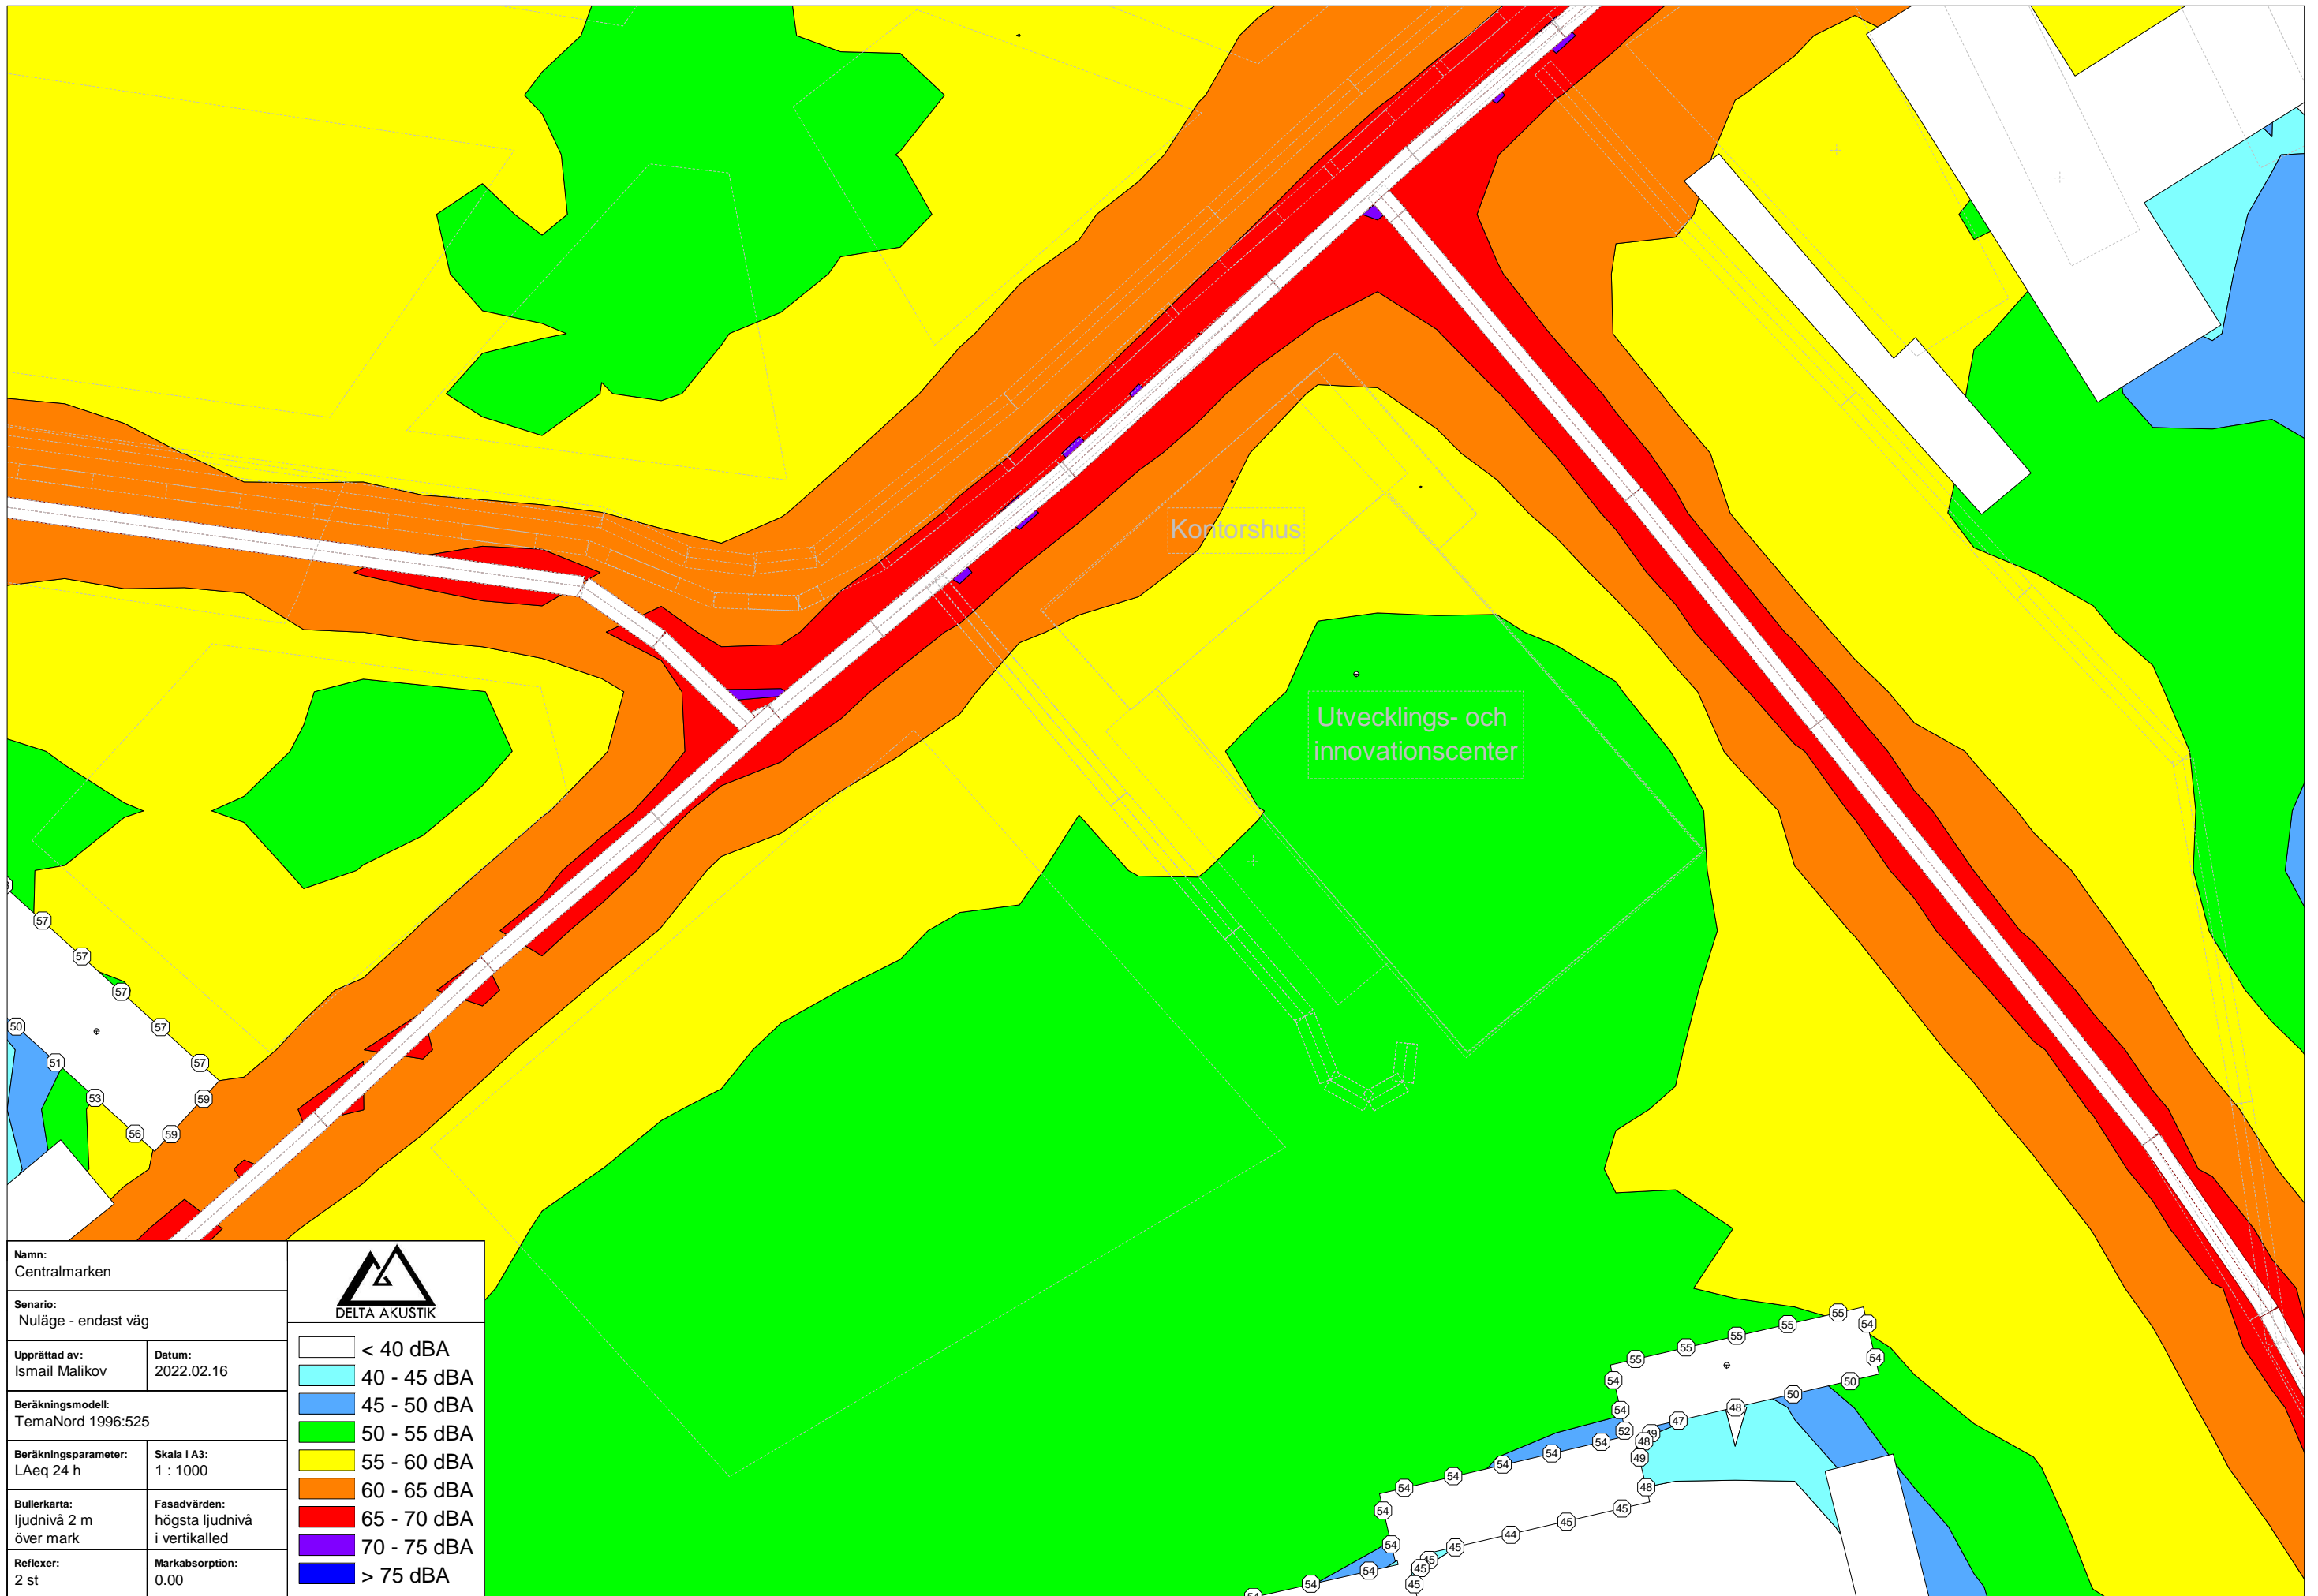 Kontorshus
Utvecklings- och
innovationscenter
57
57
57
57
57
50
51
53
56
59
59
55
55
55
55
55
54
54
54
54
52
50
50
48
47
49
48
49
48
54
54
54
54
54
54
54
45
45
44
45
45
45
45
54
54
54
Namn:
Centralmarken
Senario:
Nuläge - endast väg
Upprättad av:
Ismail Malikov
Datum:
2022.02.16
Beräkningsmodell:
TemaNord 1996:525
Beräkningsparameter:
LAeq 24 h
Skala i A3:
1 : 1000
Bullerkarta:
ljudnivå 2 m
över mark
Fasadvärden:
högsta ljudnivå
i vertikalled
Reflexer:
2 st
Markabsorption:
0.00
DELTA AKUSTIK
< 40 dBA
40 - 45 dBA
45 - 50 dBA
50 - 55 dBA
55 - 60 dBA
60 - 65 dBA
65 - 70 dBA
70 - 75 dBA
> 75 dBA